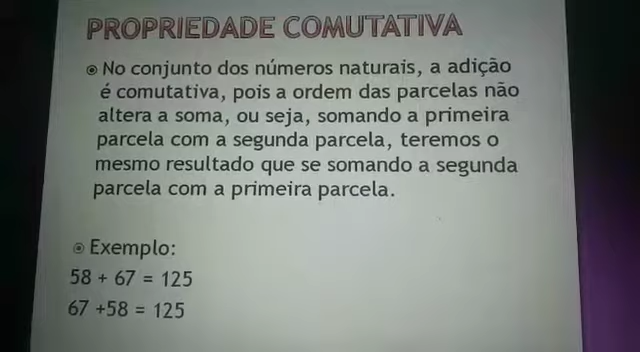 PROPRIEDADE COMUTATIVA
No conjunto dos números naturais, a adição
é comutativa, pois a ordem das parcelas não
altera a soma, ou seja, somando a primeira
parcela com a segunda parcela, teremos o
mesmo resultado que se somando a segunda
parcela com a primeira parcela.
Exemplo:
58 + 67 = 125
67 +58 = 125